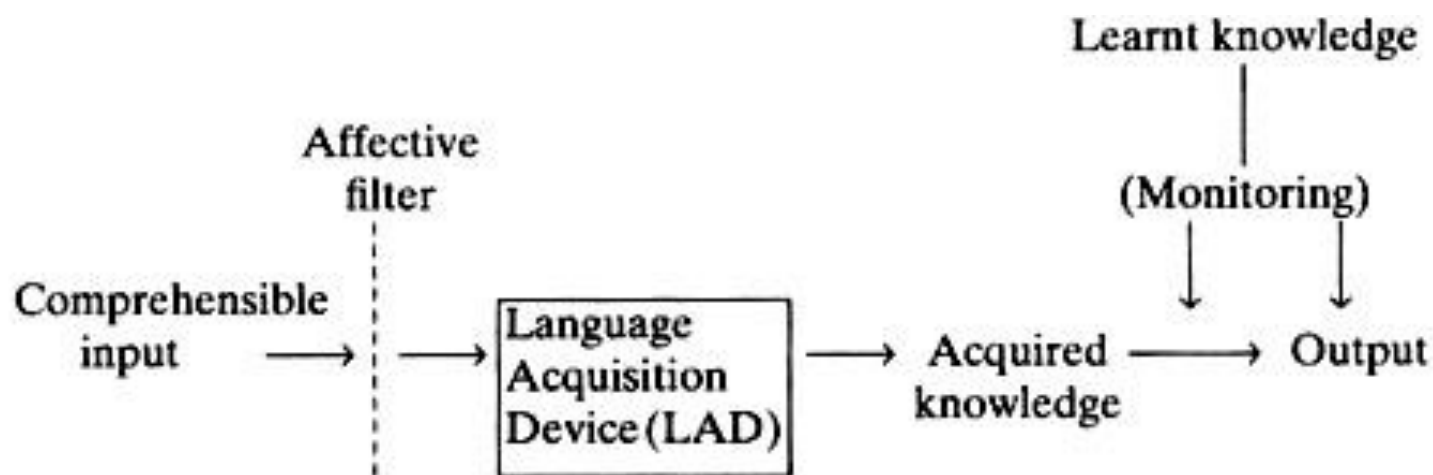 Learnt knowledge
Affective
filter
(Monitoring)
Comprehensible
input
Language
Acquisition
Device (LAD)
Acquired
knowledge
Output